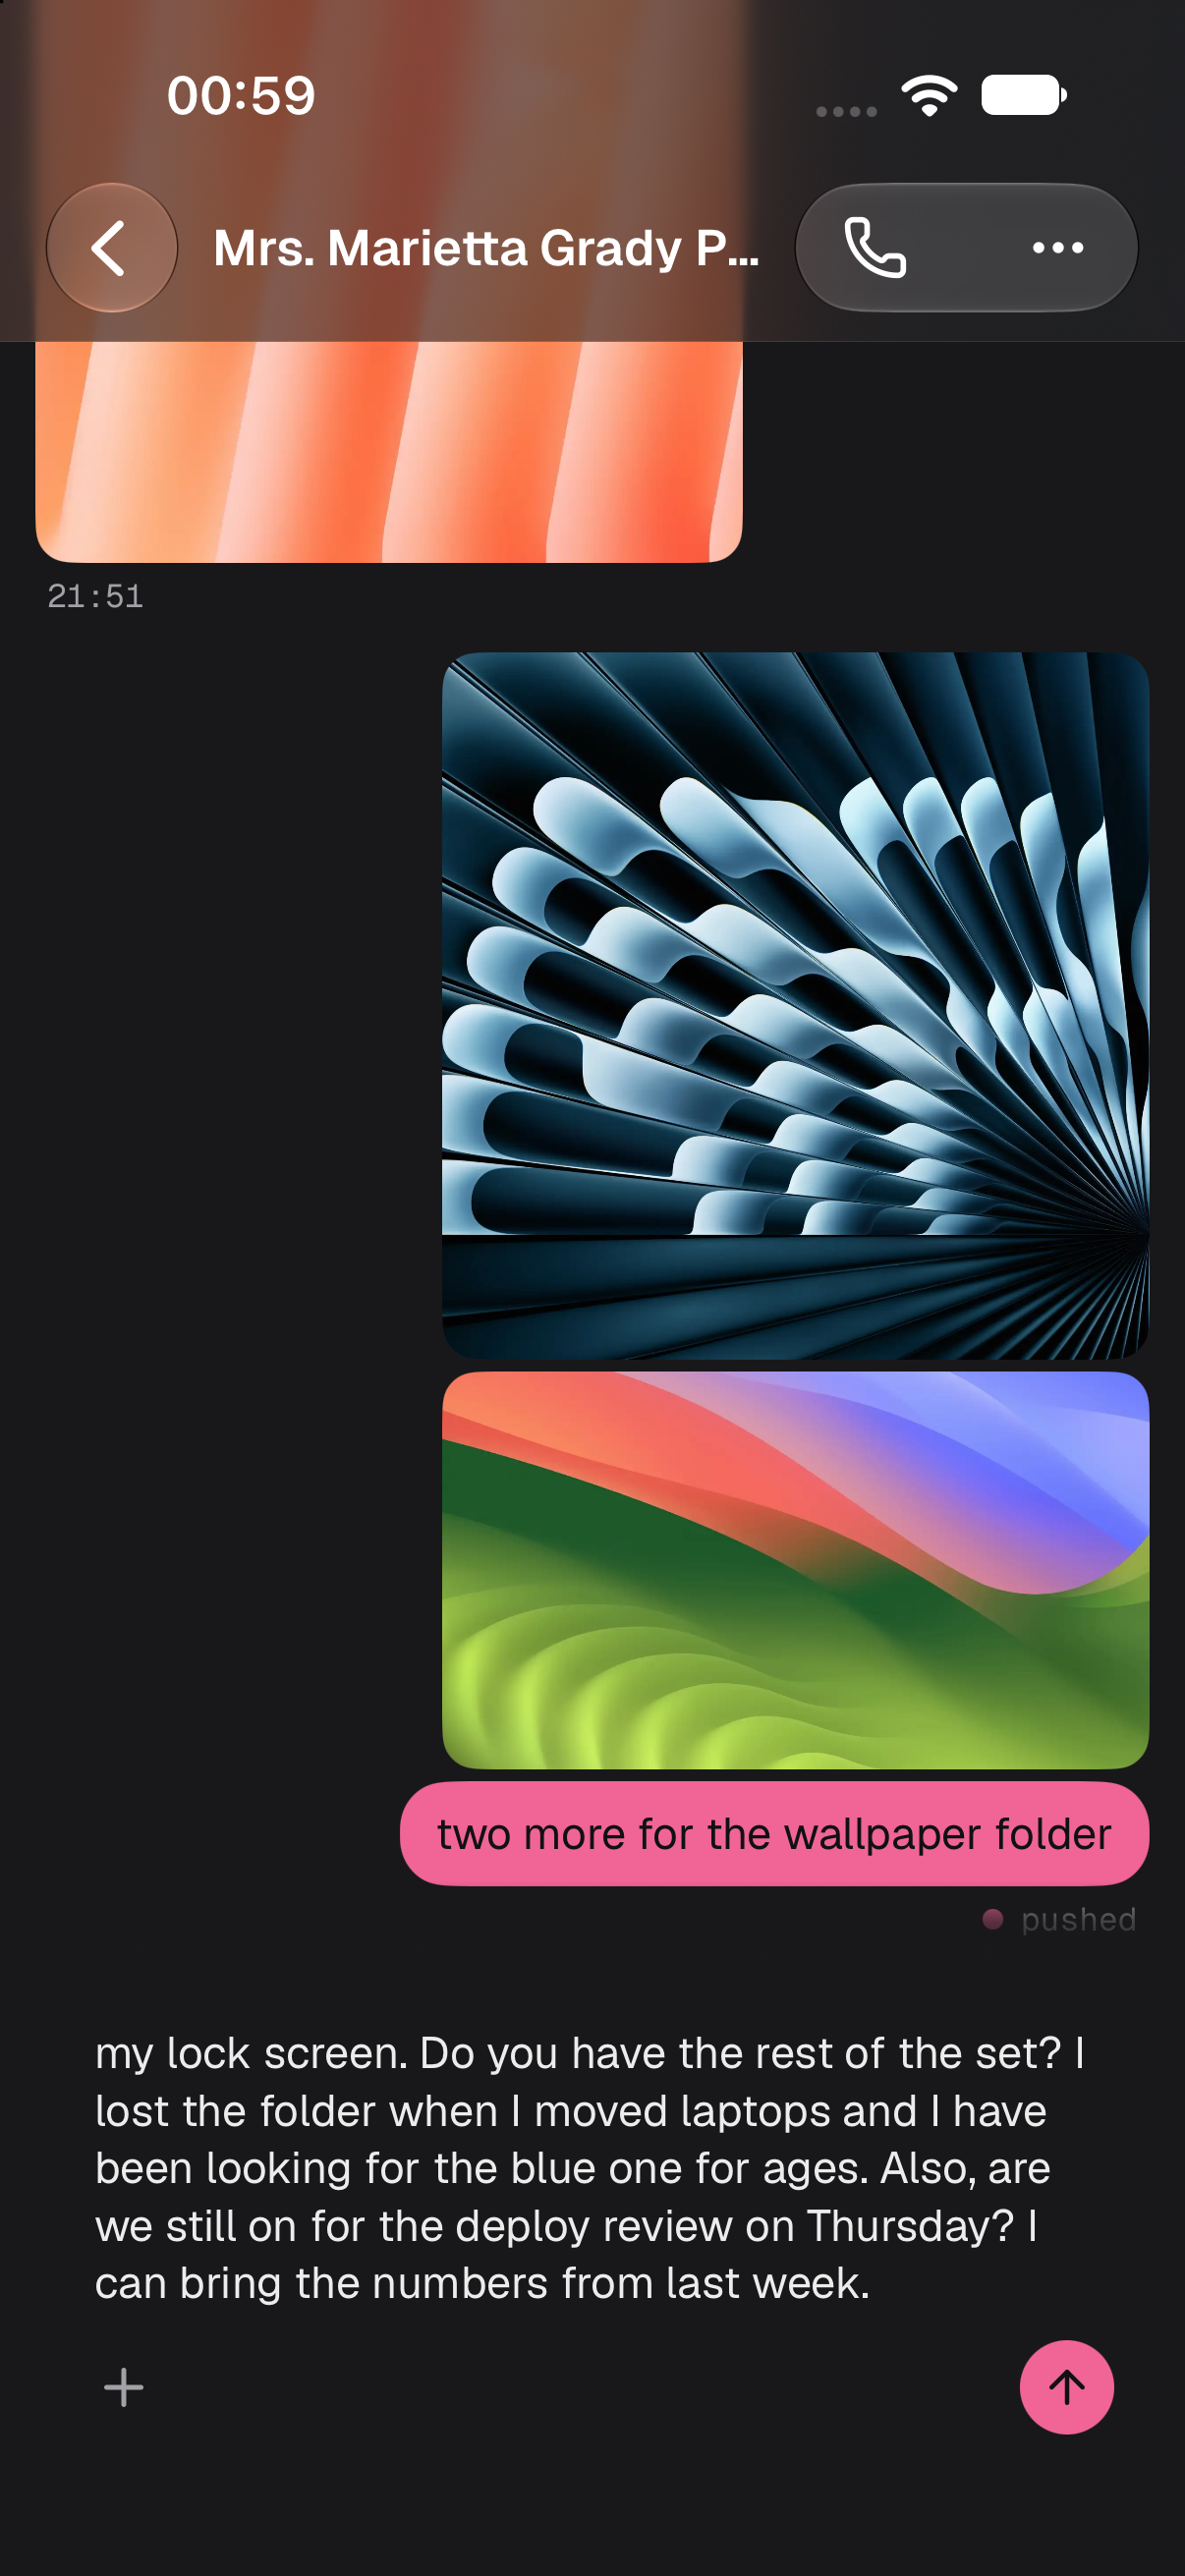 00:59
Mrs. Marietta Grady P...
21:51
two more for the wallpaper folder
pushed
my lock screen. Do you have the rest of the set? I
lost the folder when I moved laptops and I have
been looking for the blue one for ages. Also, are
we still on for the deploy review on Thursday? I
can bring the numbers from last week.